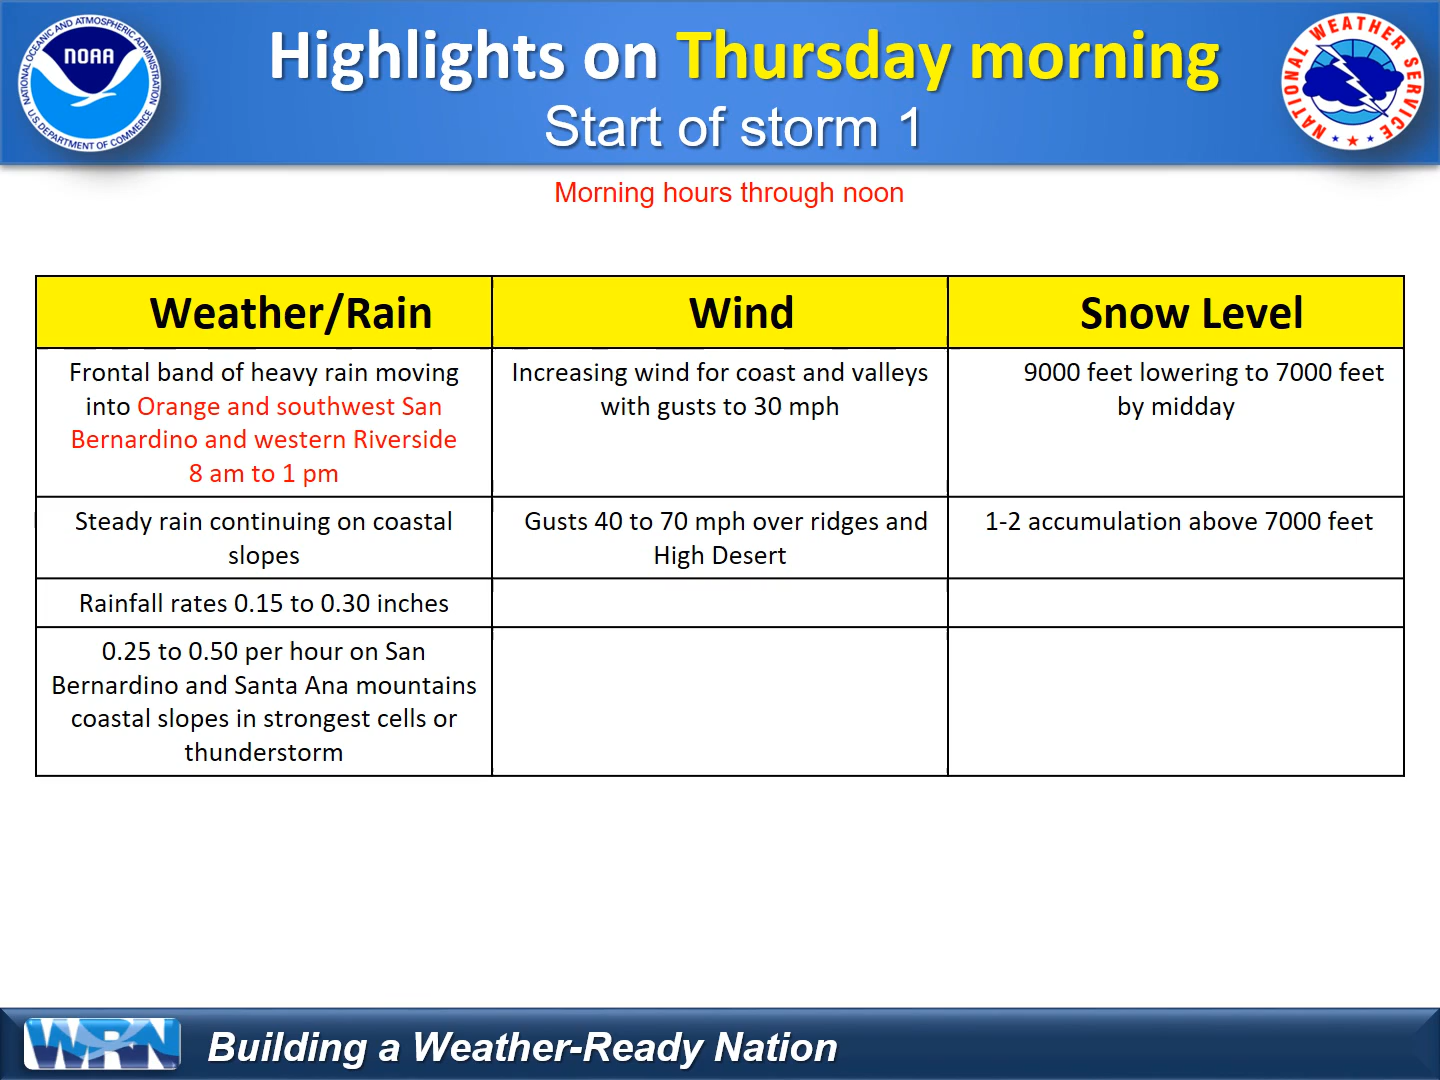 Highlights on Thursday morning
Start of storm 1
NATIONAL OCEANIC AND ATMOSPHERIC ADMINISTRATION
NOAA
U.S. DEPARTMENT OF COMMERCE
NATIONAL WEATHER SERVICE
Morning hours through noon
Weather/Rain
Wind
Snow Level
Frontal band of heavy rain moving
into Orange and southwest San
Bernardino and western Riverside
8 am to 1 pm
Increasing wind for coast and valleys
with gusts to 30 mph
9000 feet lowering to 7000 feet
by midday
Steady rain continuing on coastal
slopes
Gusts 40 to 70 mph over ridges and
High Desert
1-2 accumulation above 7000 feet
Rainfall rates 0.15 to 0.30 inches
0.25 to 0.50 per hour on San
Bernardino and Santa Ana mountains
coastal slopes in strongest cells or
thunderstorm
WRN
Building a Weather-Ready Nation